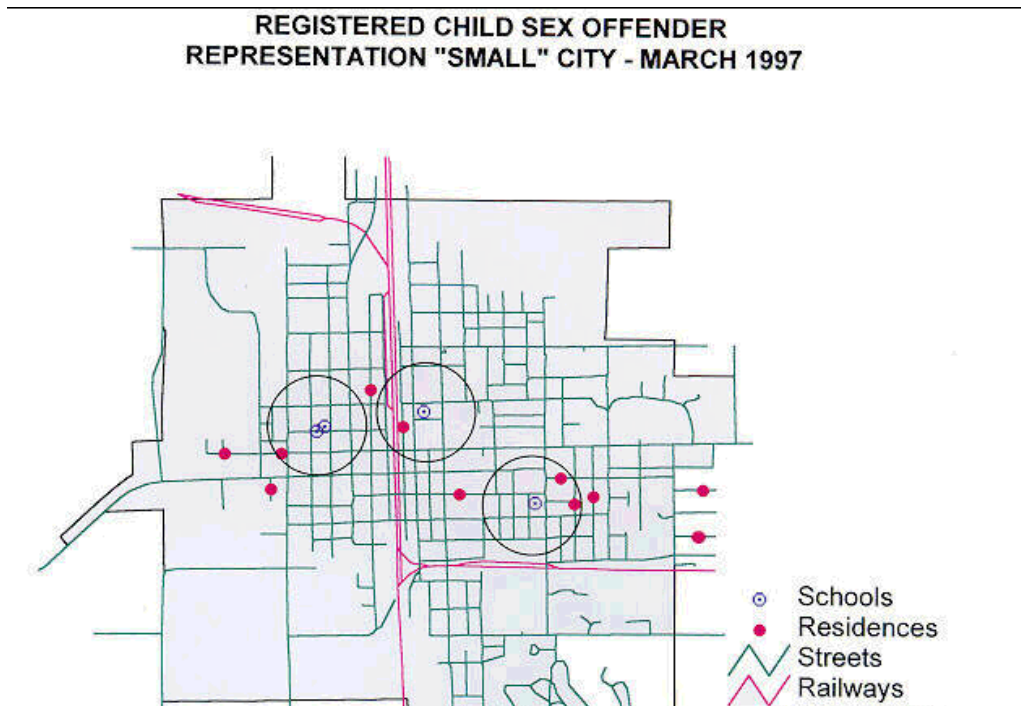 REGISTERED CHILD SEX OFFENDER
REPRESENTATION "SMALL" CITY - MARCH 1997
Schools
Residences
Streets
Railways